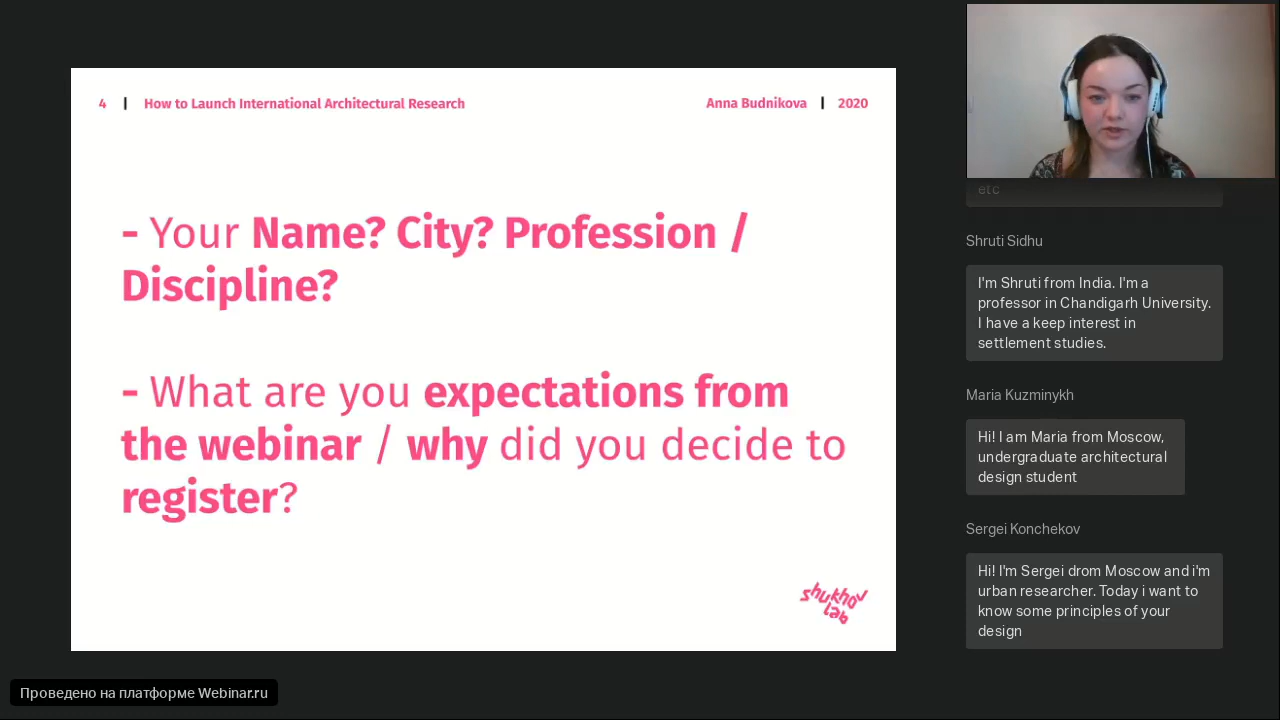 4 | How to Launch International Architectural Research
Anna Budnikova | 2020
- Your Name? City? Profession /
Discipline?
- What are you expectations from
the webinar / why did you decide to
register?
shukhov
lab
etc
Shruti Sidhu
I'm Shruti from India. I'm a
professor in Chandigarh University.
I have a keep interest in
settlement studies.
Maria Kuzminykh
Hi! I am Maria from Moscow,
undergraduate architectural
design student
Sergei Konchekov
Hi! I'm Sergei drom Moscow and i'm
urban researcher. Today i want to
know some principles of your
design
Проведено на платформе Webinar.ru